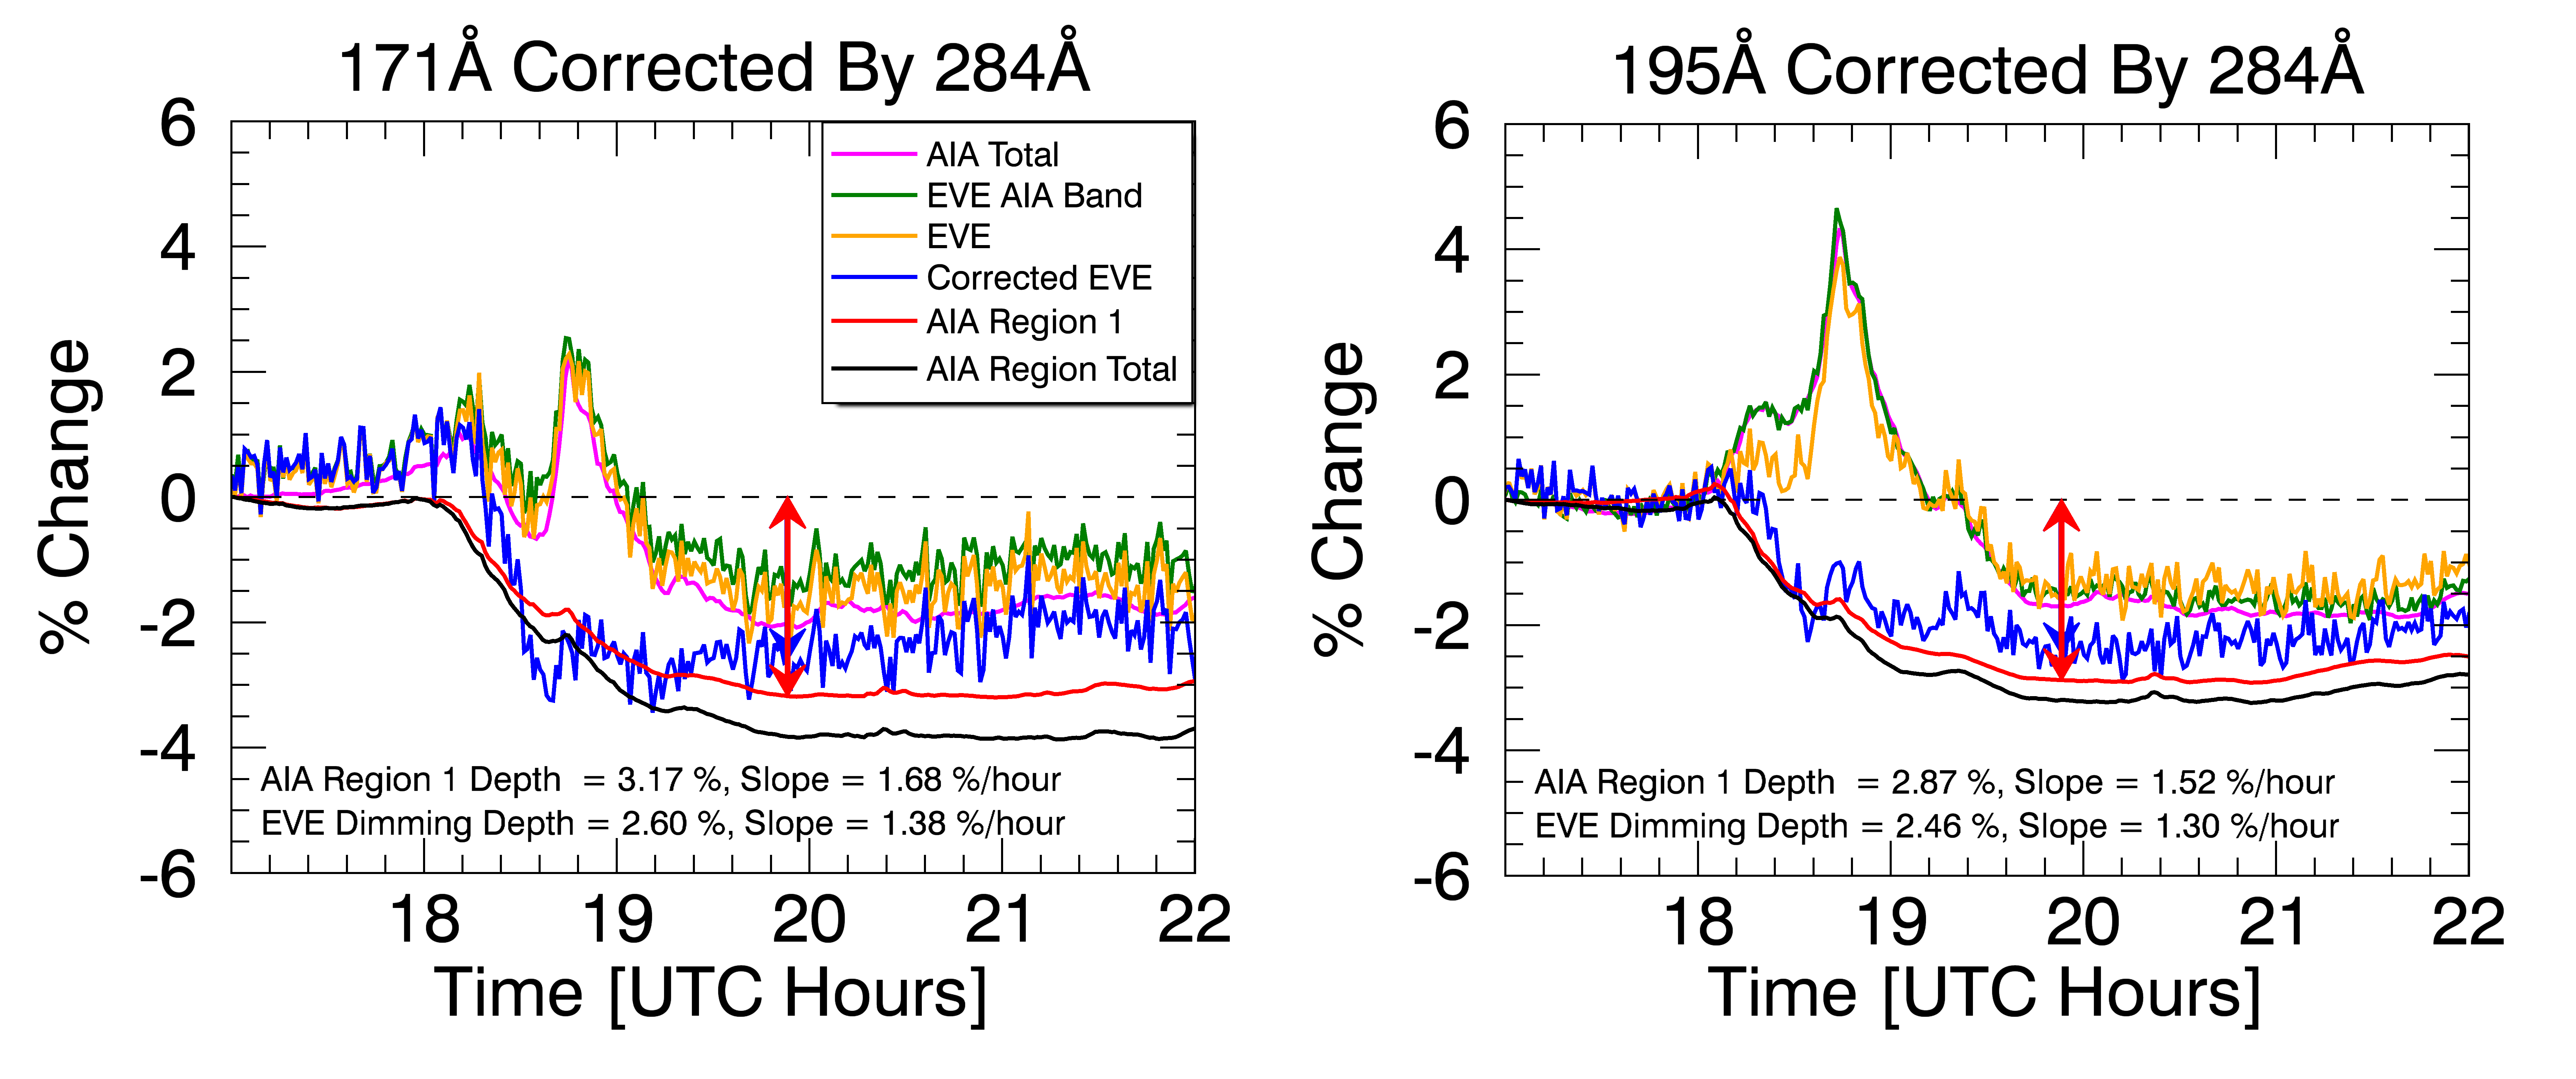 171Å Corrected By 284Å
6
4
2
0
-2
-4
-6
% Change
AIA Total
EVE AIA Band
EVE
Corrected EVE
AIA Region 1
AIA Region Total
AIA Region 1 Depth = 3.17 %, Slope = 1.68 %/hour
EVE Dimming Depth = 2.60 %, Slope = 1.38 %/hour
18 19 20 21 22
Time [UTC Hours]
195Å Corrected By 284Å
6
4
2
0
-2
-4
-6
% Change
AIA Region 1 Depth = 2.87 %, Slope = 1.52 %/hour
EVE Dimming Depth = 2.46 %, Slope = 1.30 %/hour
18 19 20 21 22
Time [UTC Hours]